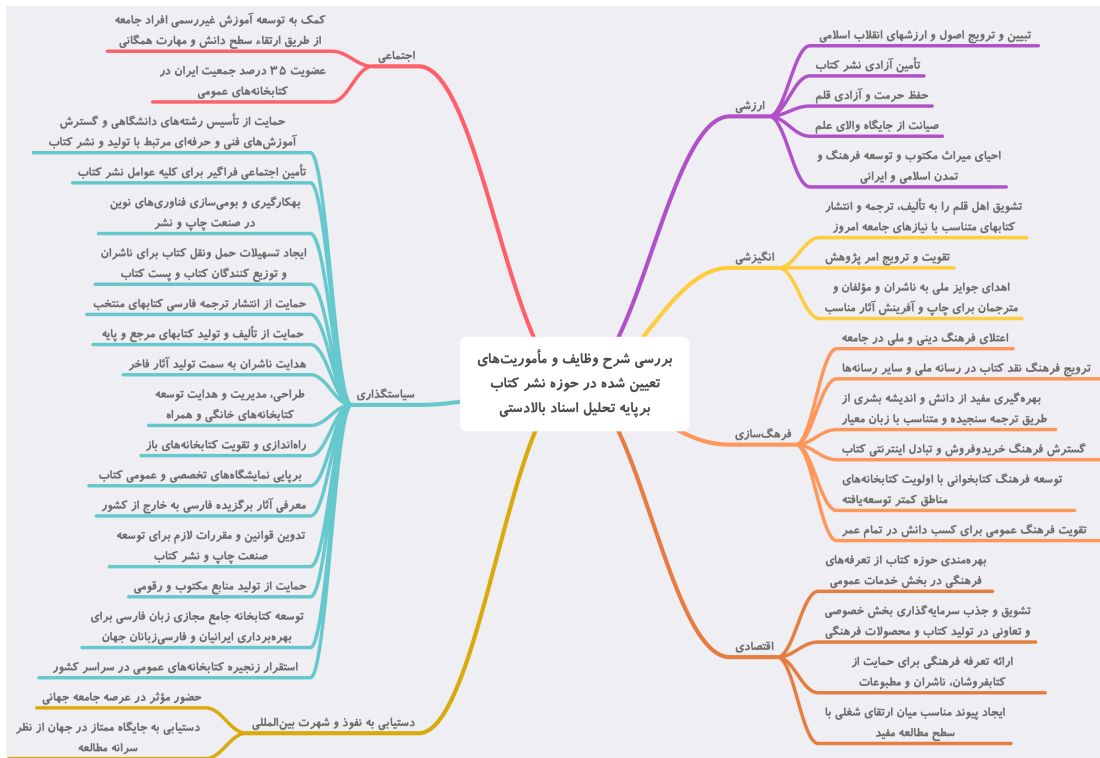 بررسی شرح وظایف و مأموریت‌های
تعیین شده در حوزه نشر کتاب
برپایه تحلیل اسناد بالادستی
ارزشی
تبیین و ترویج اصول و ارزشهای انقلاب اسلامی
تأمین آزادی نشر کتاب
حفظ حرمت و آزادی قلم
صیانت از جایگاه والای علم
احیای میراث مکتوب و توسعه فرهنگ و
تمدن اسلامی و ایرانی
انگیزشی
تشویق اهل قلم را به تألیف، ترجمه و انتشار
کتابهای متناسب با نیازهای جامعه امروز
تقویت و ترویج امر پژوهش
اهدای جوایز ملی به ناشران و مؤلفان و
مترجمان برای چاپ و آفرینش آثار مناسب
فرهنگ‌سازی
اعتلای فرهنگ دینی و ملی در جامعه
ترویج فرهنگ نقد کتاب در رسانه ملی و سایر رسانه‌ها
بهره‌گیری مفید از دانش و اندیشه بشری از
طریق ترجمه سنجیده و متناسب با زبان معیار
گسترش فرهنگ خریدوفروش و تبادل اینترنتی کتاب
توسعه فرهنگ کتابخوانی با اولویت کتابخانه‌های
مناطق کمتر توسعه‌یافته
تقویت فرهنگ عمومی برای کسب دانش در تمام عمر
اقتصادی
بهره‌مندی حوزه کتاب از تعرفه‌های
فرهنگی در بخش خدمات عمومی
تشویق و جذب سرمایه‌گذاری بخش خصوصی
و تعاونی در تولید کتاب و محصولات فرهنگی
ارائه تعرفه فرهنگی برای حمایت از
کتابفروشان، ناشران و مطبوعات
ایجاد پیوند مناسب میان ارتقای شغلی با
سطح مطالعه مفید
اجتماعی
کمک به توسعه آموزش غیررسمی افراد جامعه
از طریق ارتقاء سطح دانش و مهارت همگانی
عضویت ۳۵ درصد جمعیت ایران در
کتابخانه‌های عمومی
سیاستگذاری
حمایت از تأسیس رشته‌های دانشگاهی و گسترش
آموزش‌های فنی و حرفه‌ای مرتبط با تولید و نشر کتاب
تأمین اجتماعی فراگیر برای کلیه عوامل نشر کتاب
بهکارگیری و بومی‌سازی فناوری‌های نوین
در صنعت چاپ و نشر
ایجاد تسهیلات حمل ونقل کتاب برای ناشران
و توزیع کنندگان کتاب و پست کتاب
حمایت از انتشار ترجمه فارسی کتابهای منتخب
حمایت از تألیف و تولید کتابهای مرجع و پایه
هدایت ناشران به سمت تولید آثار فاخر
طراحی، مدیریت و هدایت توسعه
کتابخانه‌های خانگی و همراه
راه‌اندازی و تقویت کتابخانه‌های باز
برپایی نمایشگاه‌های تخصصی و عمومی کتاب
معرفی آثار برگزیده فارسی به خارج از کشور
تدوین قوانین و مقررات لازم برای توسعه
صنعت چاپ و نشر کتاب
حمایت از تولید منابع مکتوب و رقومی
توسعه کتابخانه جامع مجازی زبان فارسی برای
بهره‌برداری ایرانیان و فارسی‌زبانان جهان
استقرار زنجیره کتابخانه‌های عمومی در سراسر کشور
دستیابی به نفوذ و شهرت بین‌المللی
حضور مؤثر در عرصه جامعه جهانی
دستیابی به جایگاه ممتاز در جهان از نظر
سرانه مطالعه